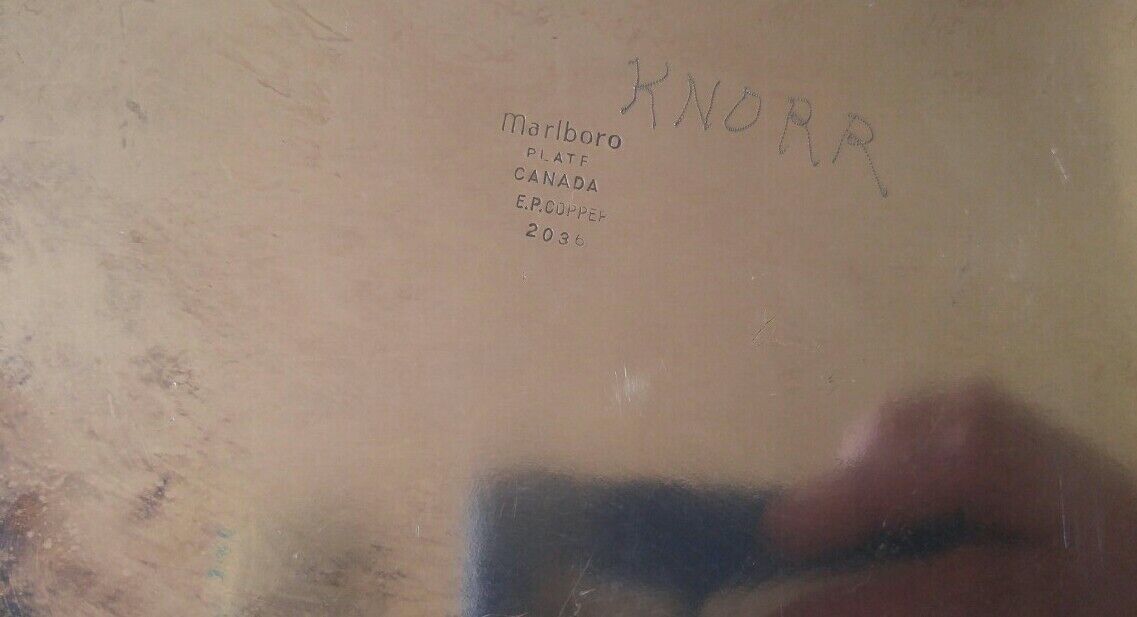 KNORR
Marlboro
PLATE
CANADA
E.P.COPPER
2036